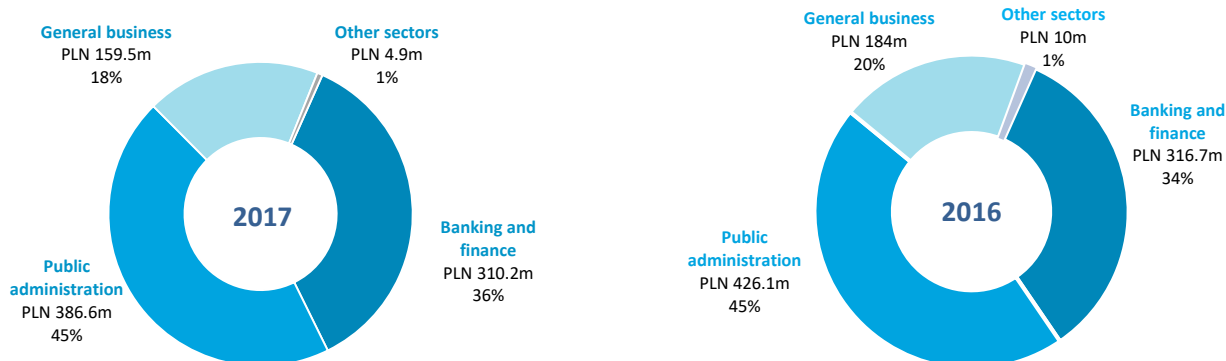 General business
PLN 159.5m
18%
Other sectors
PLN 4.9m
1%
2017
Banking and
finance
PLN 310.2m
36%
Public
administration
PLN 386.6m
45%
General business
PLN 184m
20%
Other sectors
PLN 10m
1%
Banking and
finance
PLN 316.7m
34%
2016
Public
administration
PLN 426.1m
45%